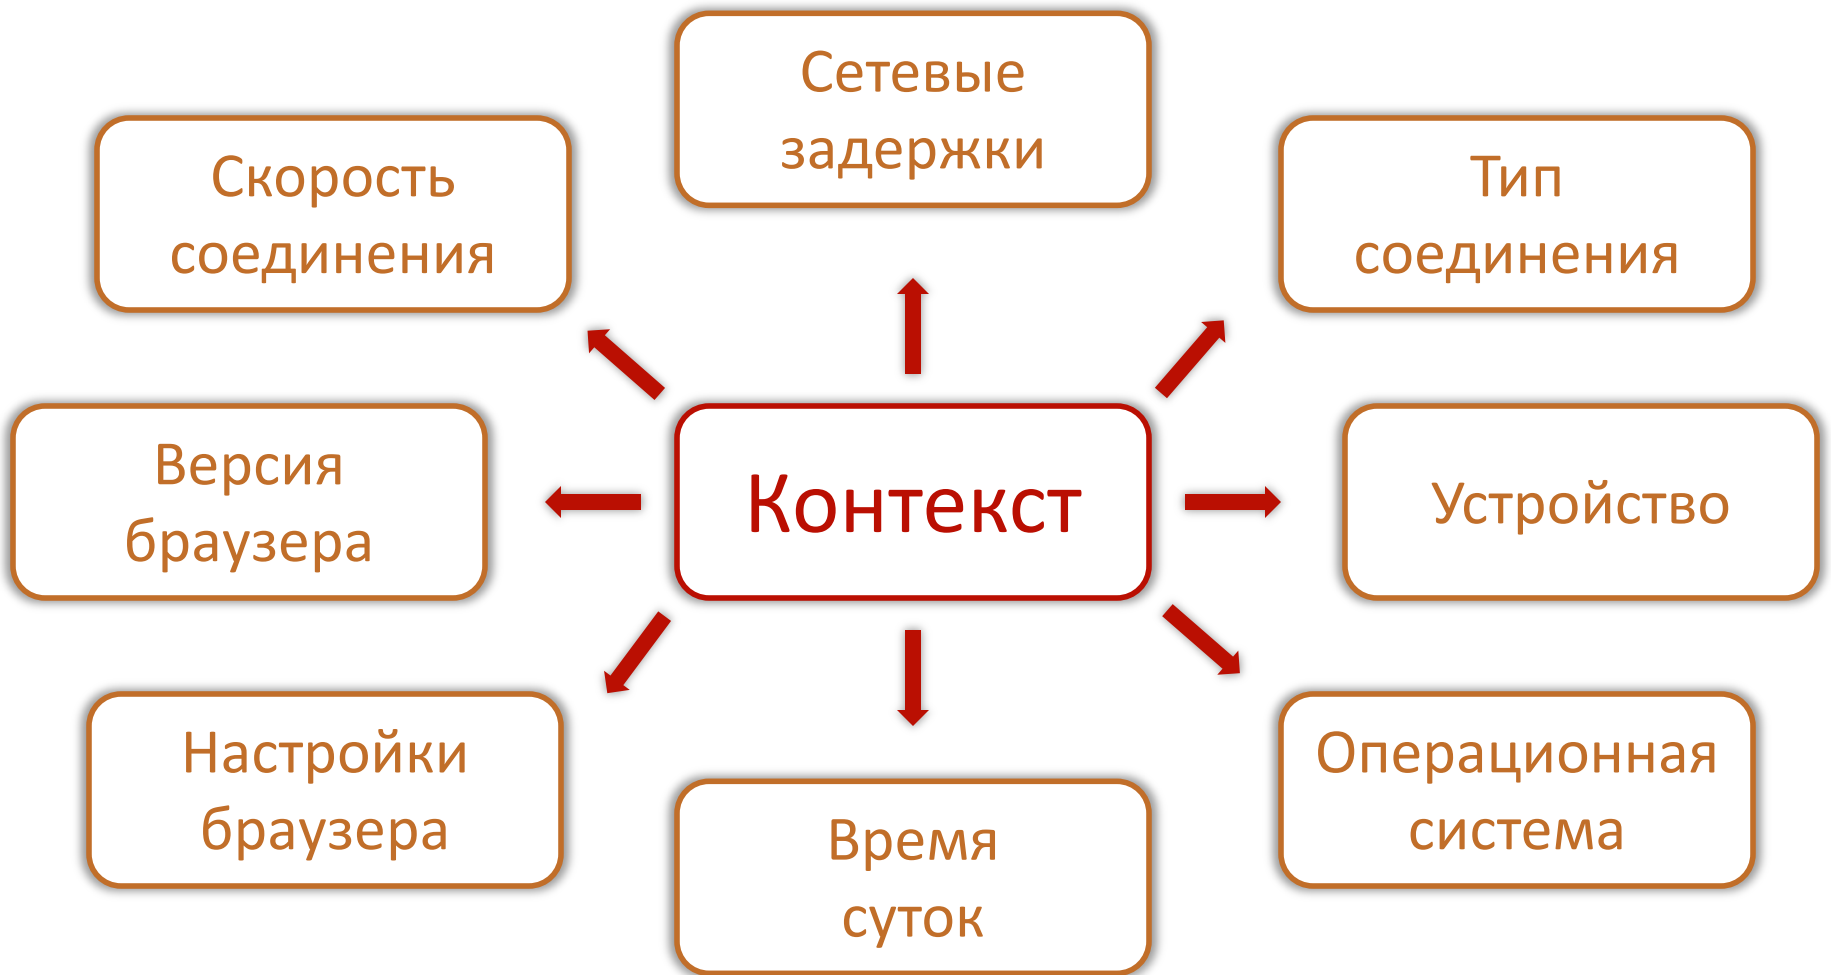 Сетевые
задержки
Скорость
соединения
Тип
соединения
Версия
браузера
Контекст
Устройство
Настройки
браузера
Операционная
система
Время
суток